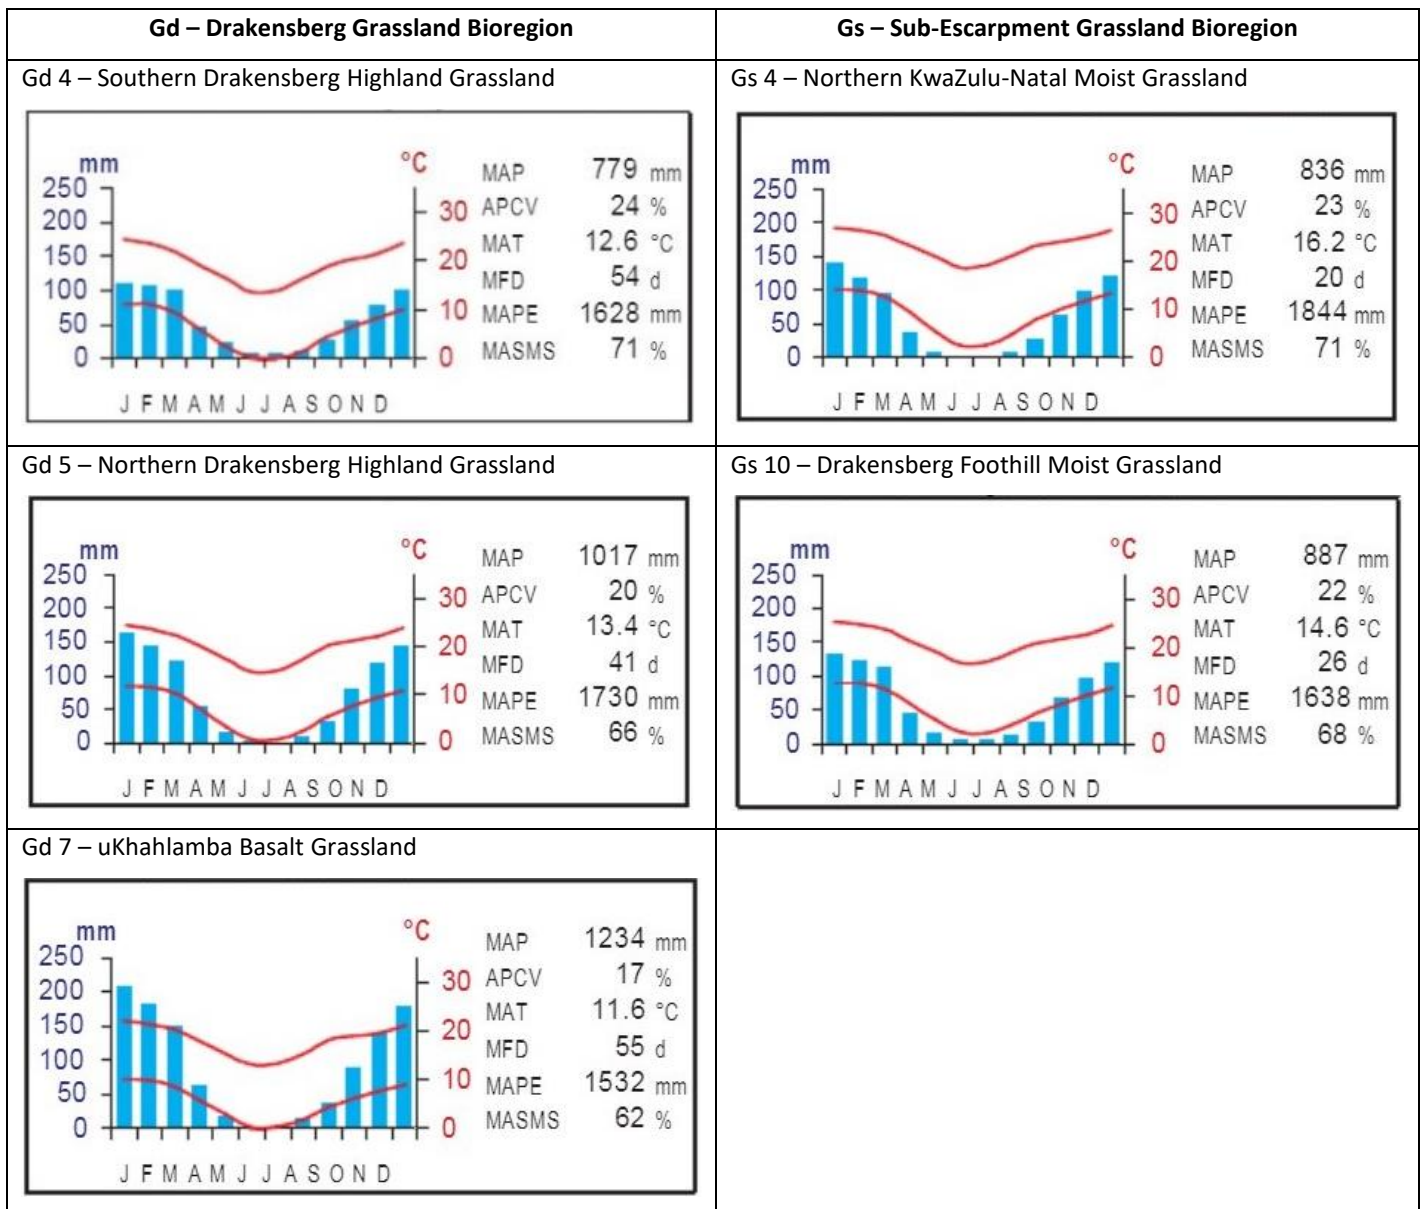 Gd – Drakensberg Grassland Bioregion
Gs – Sub-Escarpment Grassland Bioregion
Gd 4 – Southern Drakensberg Highland Grassland
mm
°C
250
200
150
100
50
0
30
20
10
0
J F M A M J J A S O N D
MAP 779 mm
APCV 24 %
MAT 12.6 °C
MFD 54 d
MAPE 1628 mm
MASMS 71 %
Gs 4 – Northern KwaZulu-Natal Moist Grassland
mm
°C
250
200
150
100
50
0
30
20
10
0
J F M A M J J A S O N D
MAP 836 mm
APCV 23 %
MAT 16.2 °C
MFD 20 d
MAPE 1844 mm
MASMS 71 %
Gd 5 – Northern Drakensberg Highland Grassland
mm
°C
250
200
150
100
50
0
30
20
10
0
J F M A M J J A S O N D
MAP 1017 mm
APCV 20 %
MAT 13.4 °C
MFD 41 d
MAPE 1730 mm
MASMS 66 %
Gs 10 – Drakensberg Foothill Moist Grassland
mm
°C
250
200
150
100
50
0
30
20
10
0
J F M A M J J A S O N D
MAP 887 mm
APCV 22 %
MAT 14.6 °C
MFD 26 d
MAPE 1638 mm
MASMS 68 %
Gd 7 – uKhahlamba Basalt Grassland
mm
°C
250
200
150
100
50
0
30
20
10
0
J F M A M J J A S O N D
MAP 1234 mm
APCV 17 %
MAT 11.6 °C
MFD 55 d
MAPE 1532 mm
MASMS 62 %